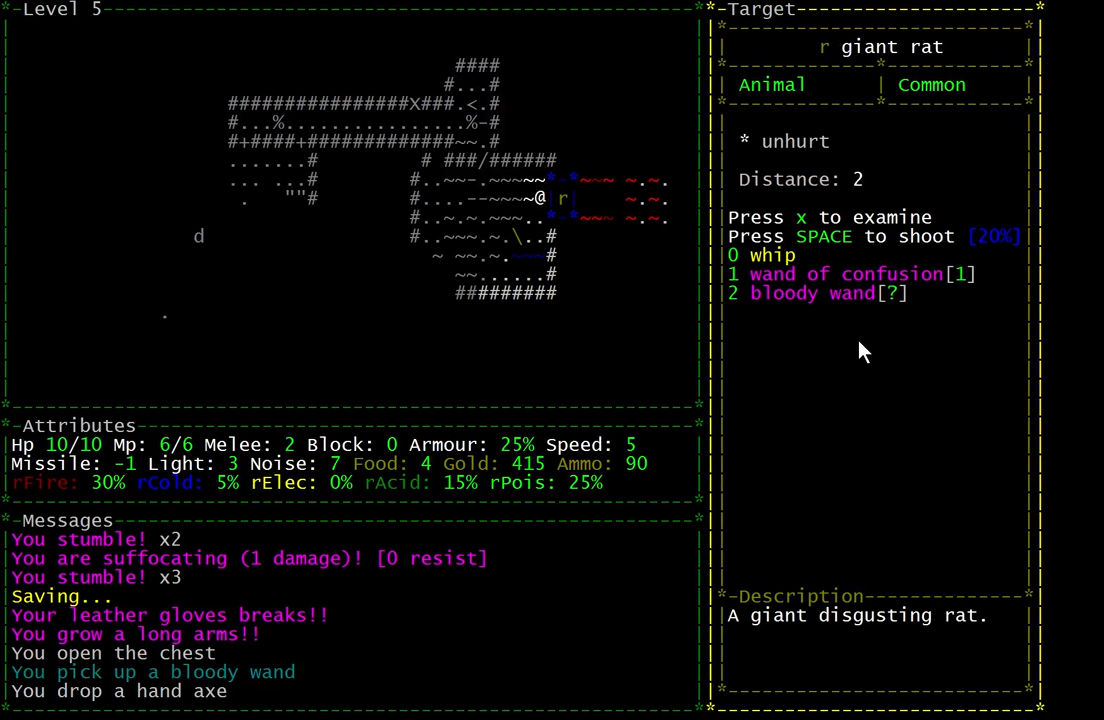 Level 5
Target
r giant rat
Animal | Common
* unhurt
Distance: 2
Press x to examine
Press SPACE to shoot [20%]
0 whip
1 wand of confusion[1]
2 bloody wand[?]
####
#...#
################X###.<.#
#...%................%-#
#+####+#############~~.#
.......# # ###/######
... ...# #..~~-.~~~~~*-*~~~ ~.~.
. ""# #....--~~~~@|r| ~.~.
#..~.~.~~~..*-*~~~ ~.~.
d #..~~~.~.\..#
~ ~~.~.~~~~#
~~......#
#########
.
Attributes
Hp 10/10 Mp: 6/6 Melee: 2 Block: 0 Armour: 25% Speed: 5
Missile: -1 Light: 3 Noise: 7 Food: 4 Gold: 415 Ammo: 90
rFire: 30% rCold: 5% rElec: 0% rAcid: 15% rPois: 25%
Messages
You stumble! x2
You are suffocating (1 damage)! [0 resist]
You stumble! x3
Saving...
Your leather gloves breaks!!
You grow a long arms!!
You open the chest
You pick up a bloody wand
You drop a hand axe
Description
A giant disgusting rat.